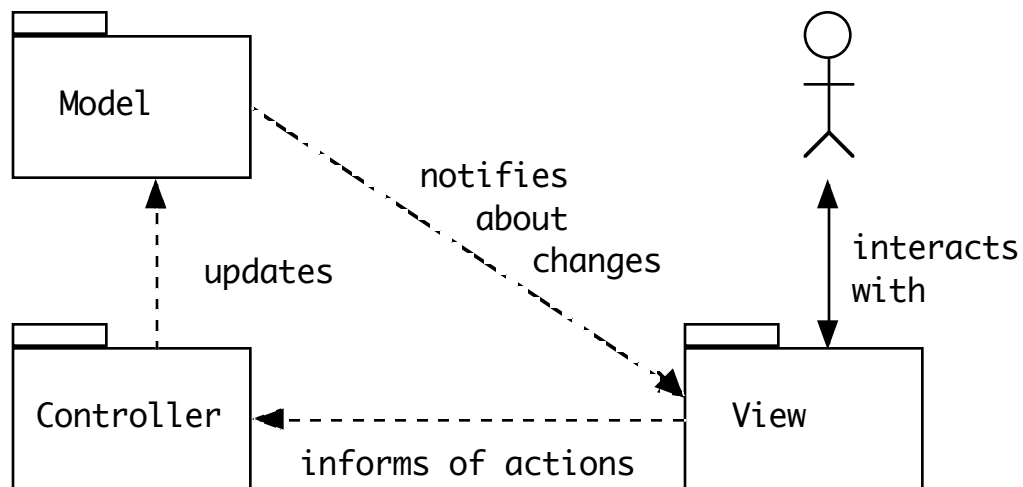 Model
notifies
about
changes
interacts
with
updates
Controller
View
informs of actions